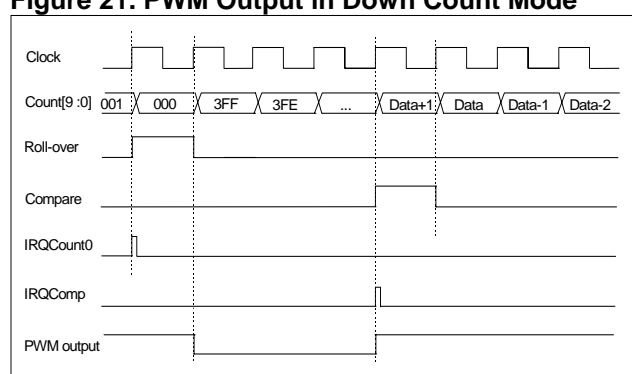 Figure 21. PWM Output in Down Count Mode
Clock
Count[9 :0] 001 000 3FF 3FE ... Data+1 Data Data-1 Data-2
Roll-over
Compare
IRQCount0
IRQComp
PWM output